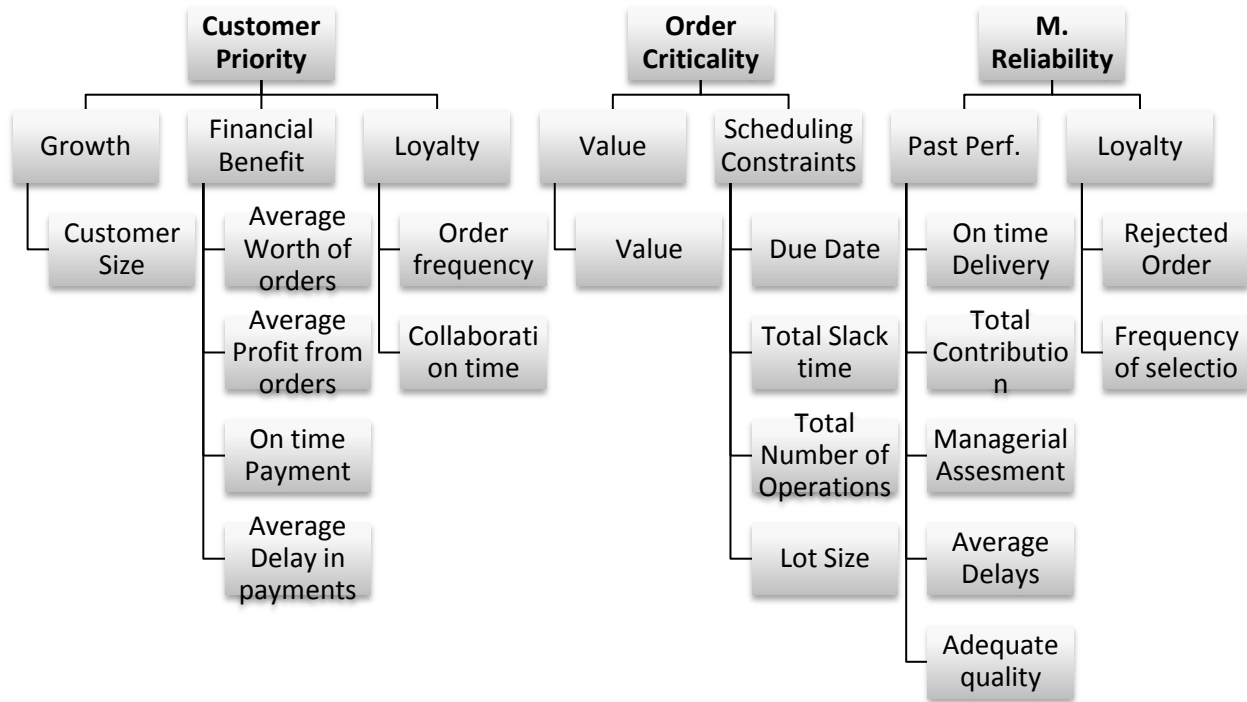 Customer
Priority
Growth
Customer
Size
Financial
Benefit
Average
Worth of
orders
Average
Profit from
orders
On time
Payment
Average
Delay in
payments
Loyalty
Order
frequency
Collaborati
on time
Order
Criticality
Value
Value
Scheduling
Constraints
Due Date
Total Slack
time
Total
Number of
Operations
Lot Size
M.
Reliability
Past Perf.
On time
Delivery
Total
Contributio
n
Managerial
Assesment
Average
Delays
Adequate
quality
Loyalty
Rejected
Order
Frequency
of selectio